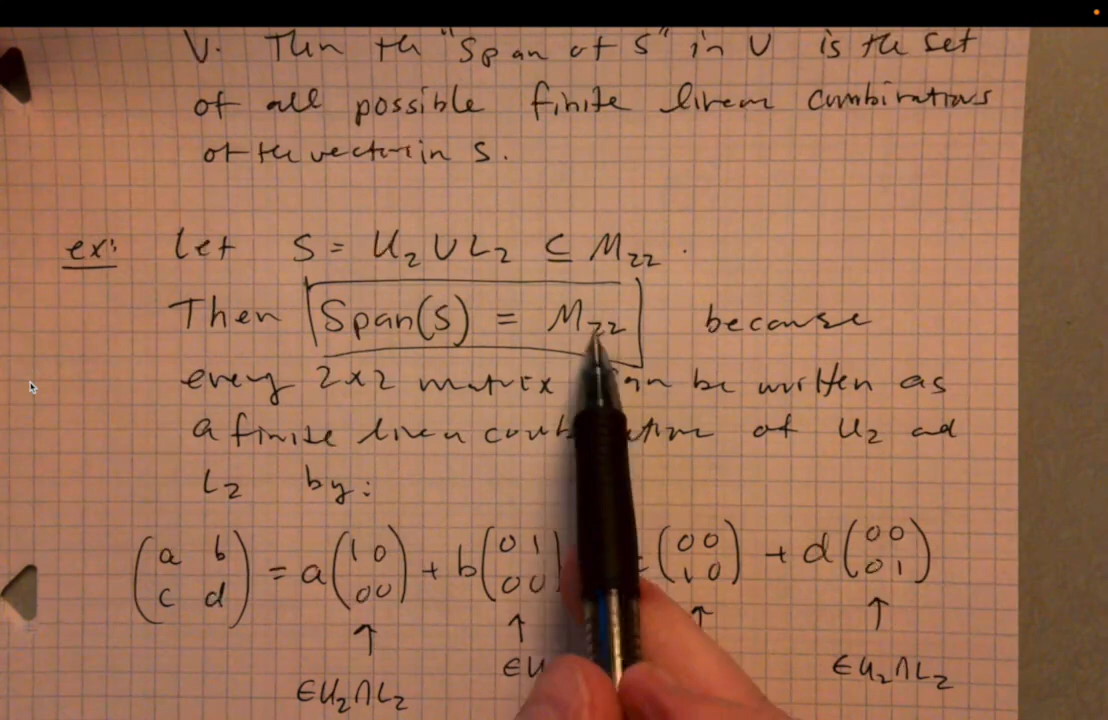 V. Then the "Span of S" in V is the set
of all possible finite linear combinations
of the vector in S.
ex: Let S = U₂ ∪ L₂ ⊆ M₂₂.
Then Span(S) = M₂₂ because
every 2x2 matrix can be written as
a finite linear combination of U₂ and
L₂ by:
(a b) = a(1 0) + b(0 1) (0 0) + d(0 0)
(c d) (0 0) (0 0) (1 0) (0 1)
↑ ↑ ↑ ↑
∈U₂∩L₂ ∈U ∈U₂∩L₂